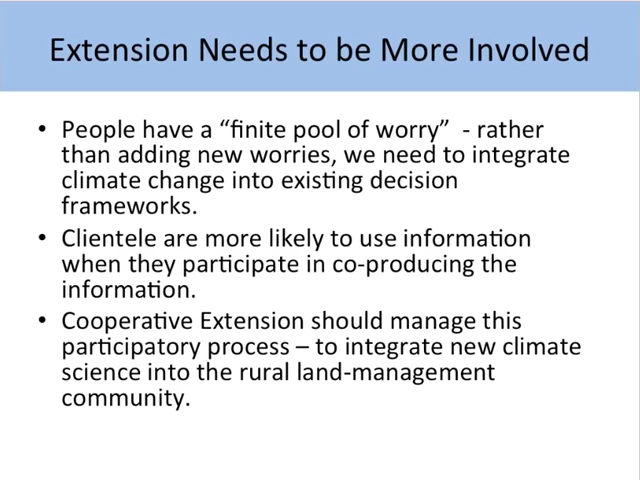 Extension Needs to be More Involved
• People have a “finite pool of worry”  - rather
than adding new worries, we need to integrate
climate change into existing decision
frameworks.
• Clientele are more likely to use information
when they participate in co-producing the
information.
• Cooperative Extension should manage this
participatory process – to integrate new climate
science into the rural land-management
community.